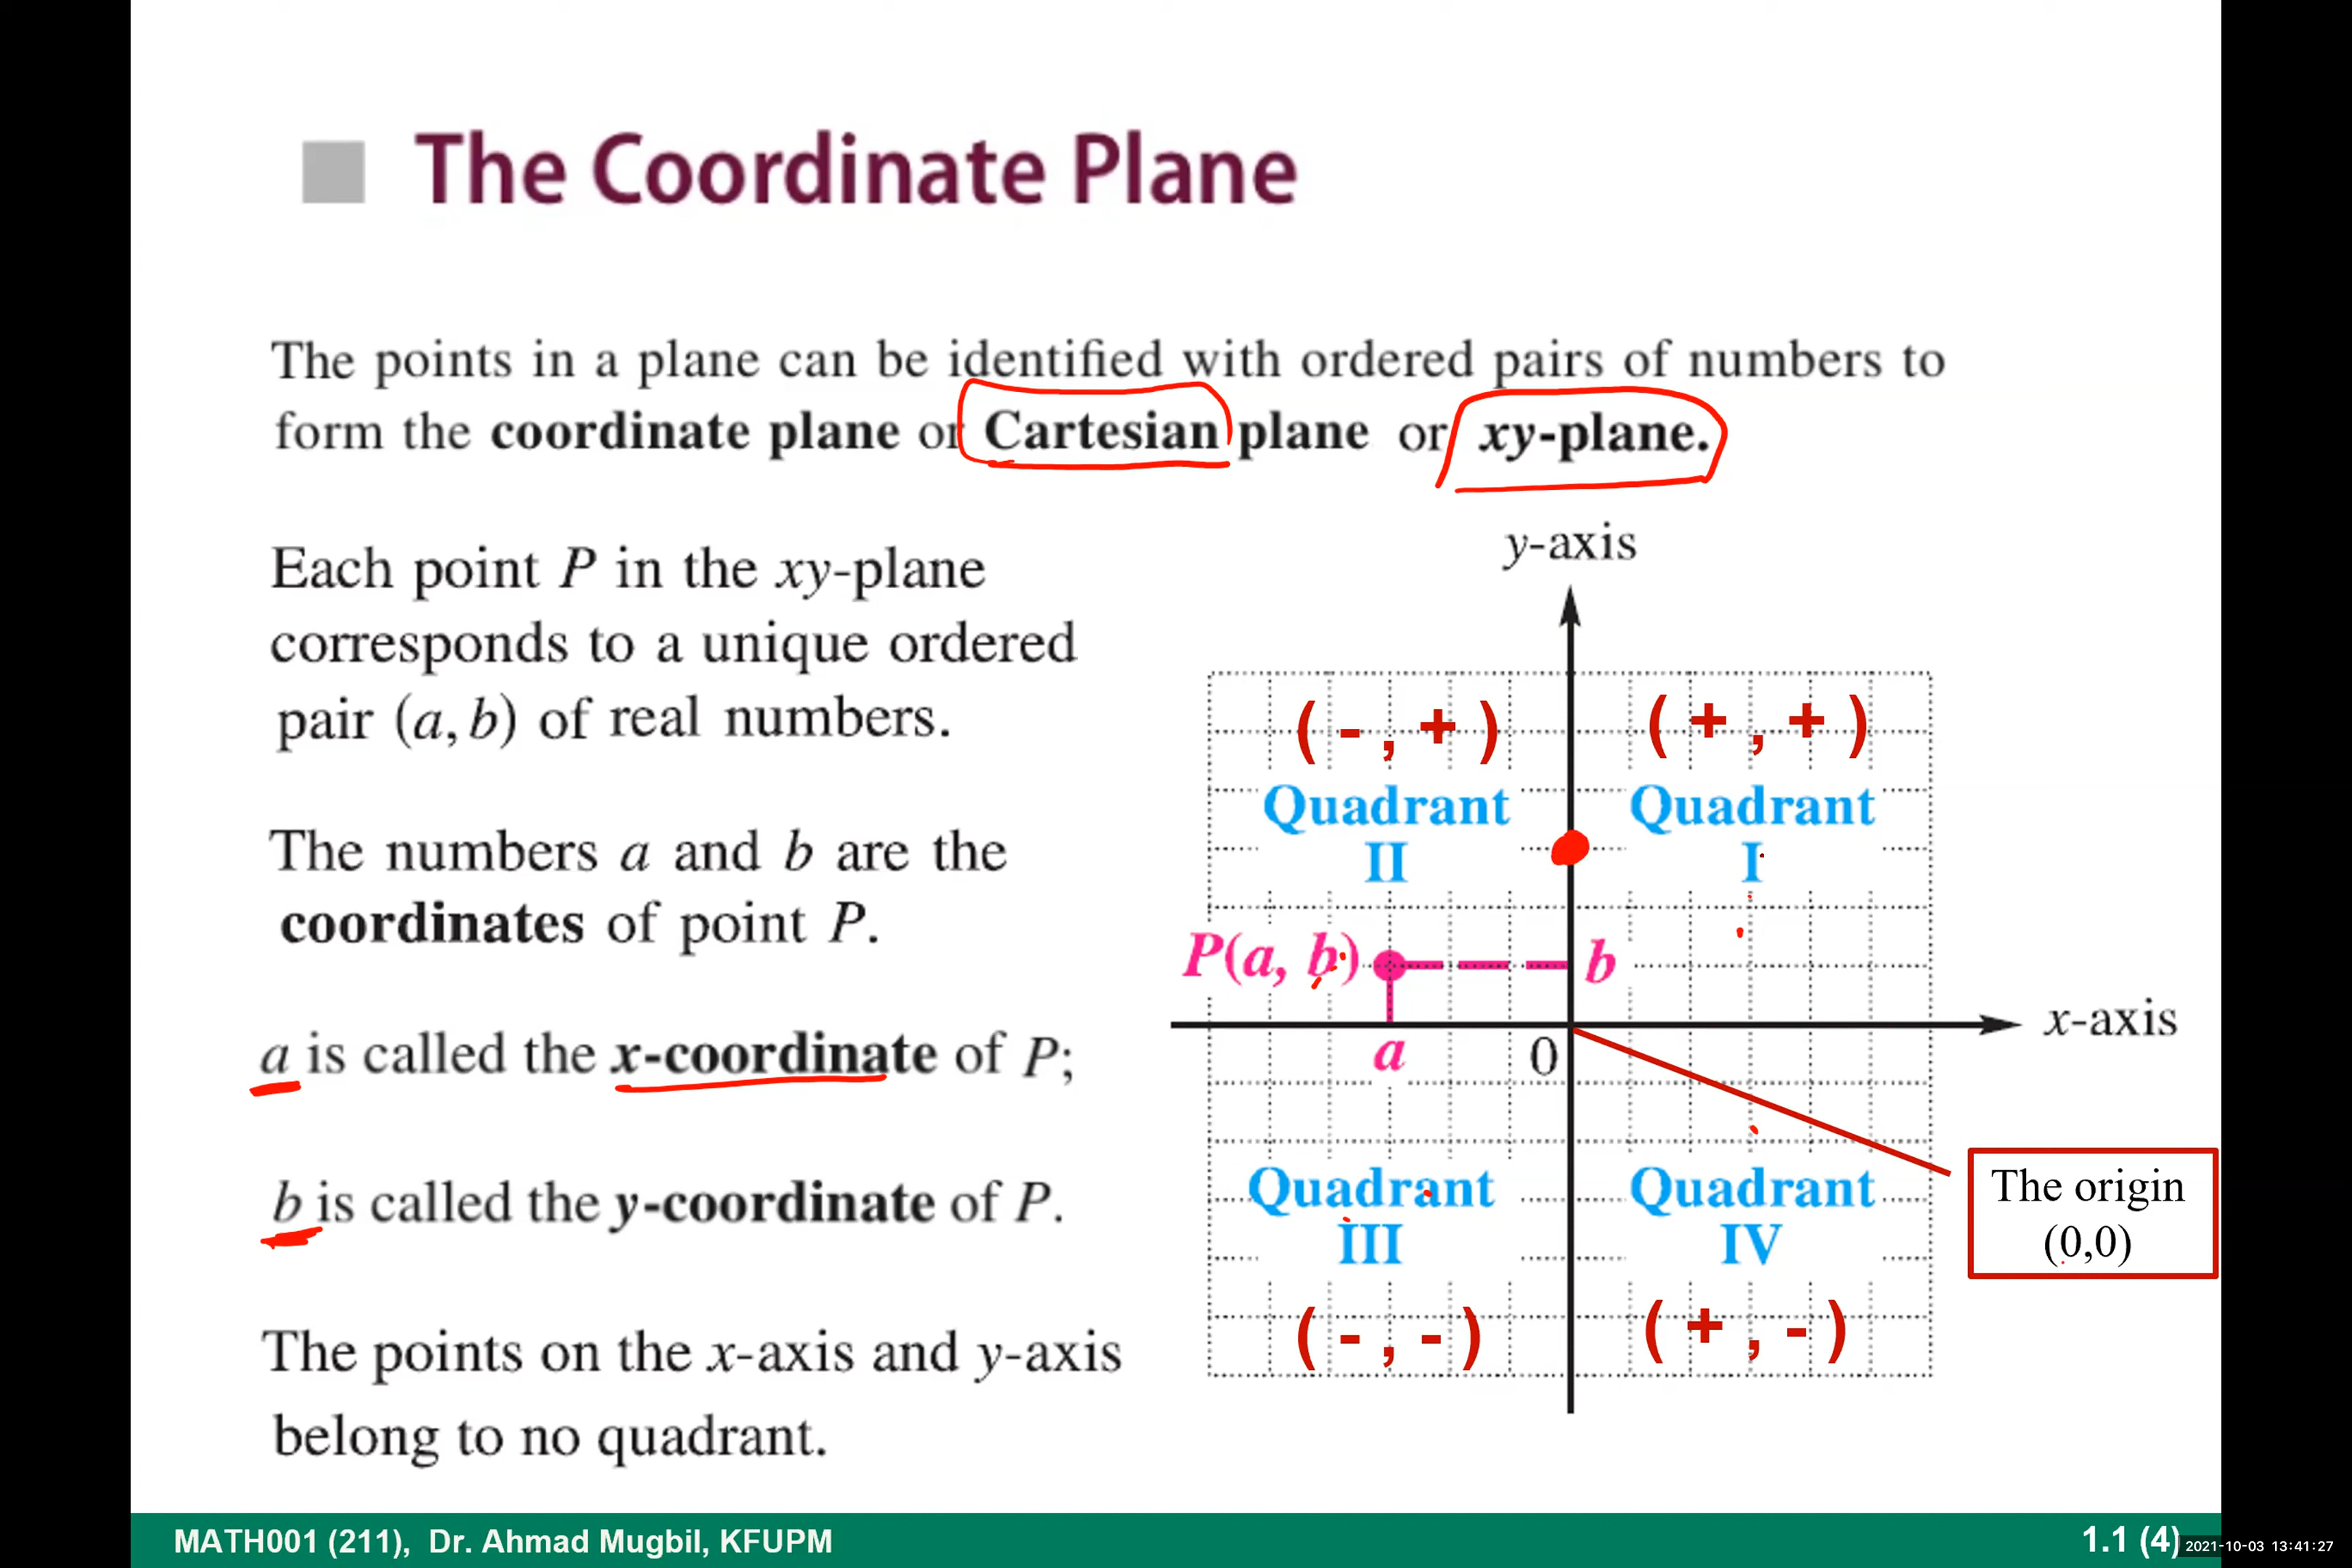 The Coordinate Plane
The points in a plane can be identified with ordered pairs of numbers to
form the coordinate plane or Cartesian plane or xy-plane.
Each point P in the xy-plane
corresponds to a unique ordered
pair (a, b) of real numbers.
The numbers a and b are the
coordinates of point P.
a is called the x-coordinate of P;
b is called the y-coordinate of P.
The points on the x-axis and y-axis
belong to no quadrant.
y-axis
( - , + )
( + , + )
Quadrant
II
Quadrant
I
P(a, b)
b
x-axis
a
0
Quadrant
III
Quadrant
IV
The origin
(0,0)
( - , - )
( + , - )
MATH001 (211), Dr. Ahmad Mugbil, KFUPM
1.1 (4)
2021-10-03 13:41:27